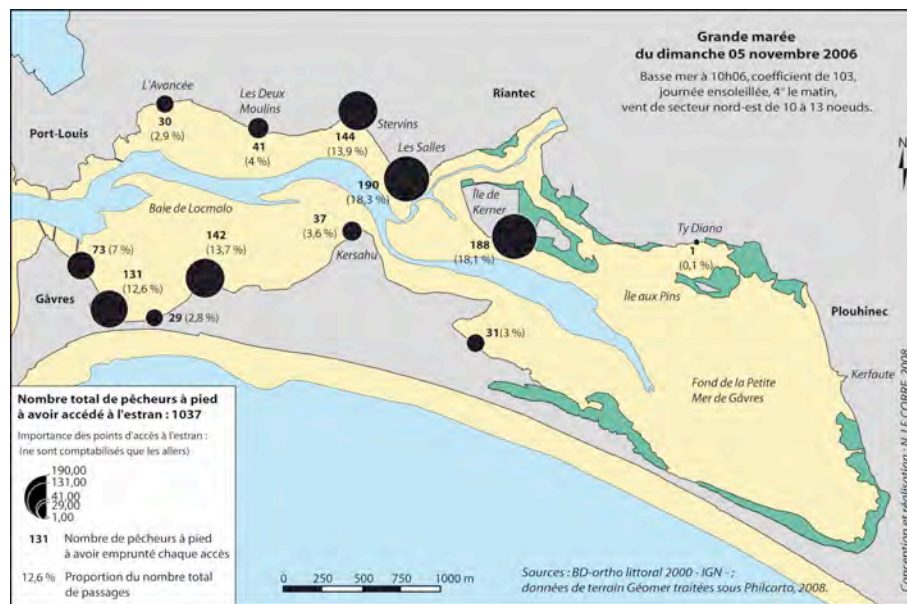 Grande marée
du dimanche 05 novembre 2006
Basse mer à 10h06, coefficient de 103,
journée ensoleillée, 4° le matin,
vent de secteur nord-est de 10 à 13 noeuds.
L'Avancée
30
(2,9 %)
Les Deux
Moulins
41
(4 %)
144
(13,9 %)
Stervins
Les Salles
190
(18,3 %)
Riantec
Port-Louis
N
Baie de Locmalo
37
(3,6 %)
Kersahu
Île de
Kerner
188
(18,1 %)
Ty Diana
1
(0,1 %)
73 (7 %)
142
(13,7 %)
131
(12,6 %)
Gâvres
29 (2,8 %)
Île aux Pins
Plouhinec
31 (3 %)
Kerfaute
Fond de la Petite
Mer de Gâvres
Nombre total de pêcheurs à pied
à avoir accédé à l'estran : 1037
Importance des points d'accès à l'estran :
(ne sont comptabilisés que les allers)
190,00
131,00
41,00
29,00
1,00
131 Nombre de pêcheurs à pied
à avoir emprunté chaque accès
12,6 % Proportion du nombre total
de passages
0 250 500 750 1000 m
Sources : BD-ortho littoral 2000 - IGN - ;
données de terrain Géomer traitées sous Philcarto, 2008.
Conception et réalisation : N. LE CORRE, 2008